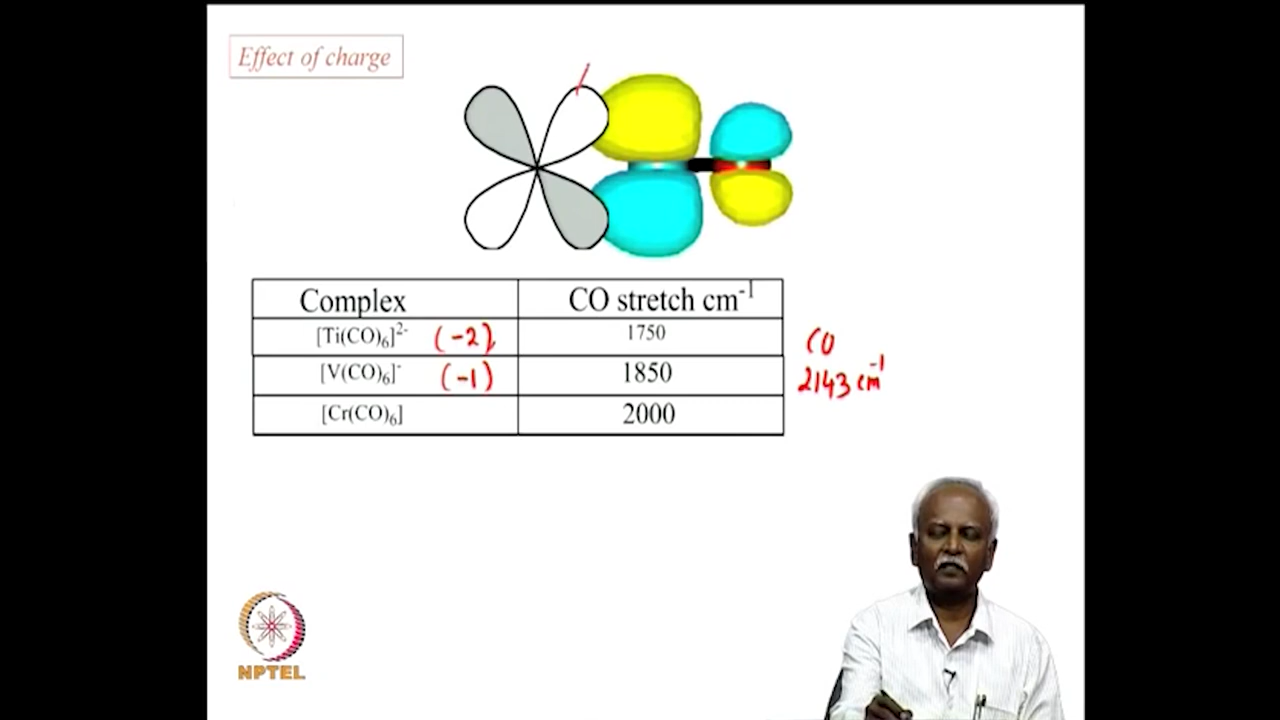 Effect of charge
Complex CO stretch cm⁻¹
[Ti(CO)₆]²⁻ (-2) 1750
[V(CO)₆]⁻ (-1) 1850
[Cr(CO)₆] 2000
CO
2143 cm⁻¹
NPTEL